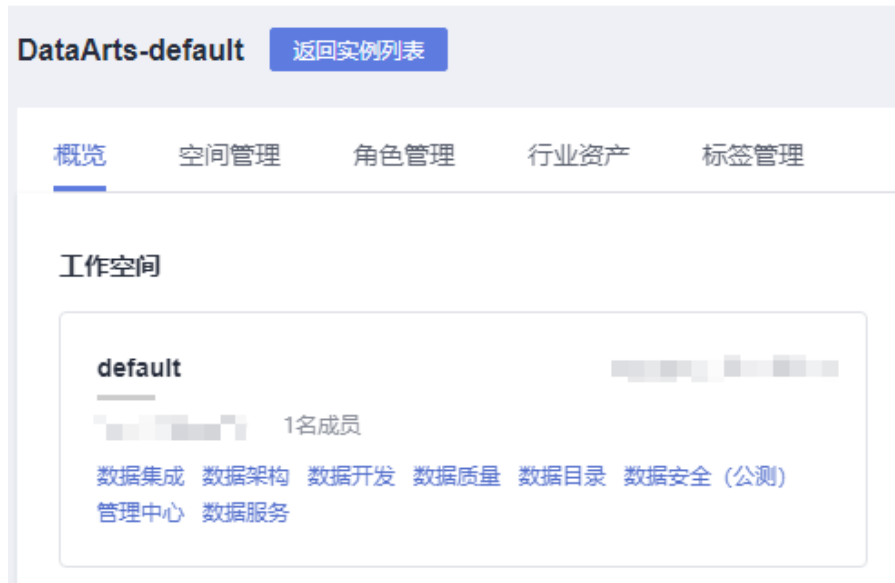 DataArts-default 返回实例列表
概览 空间管理 角色管理 行业资产 标签管理
工作空间
default
1名成员
数据集成 数据架构 数据开发 数据质量 数据目录 数据安全 (公测)
管理中心 数据服务